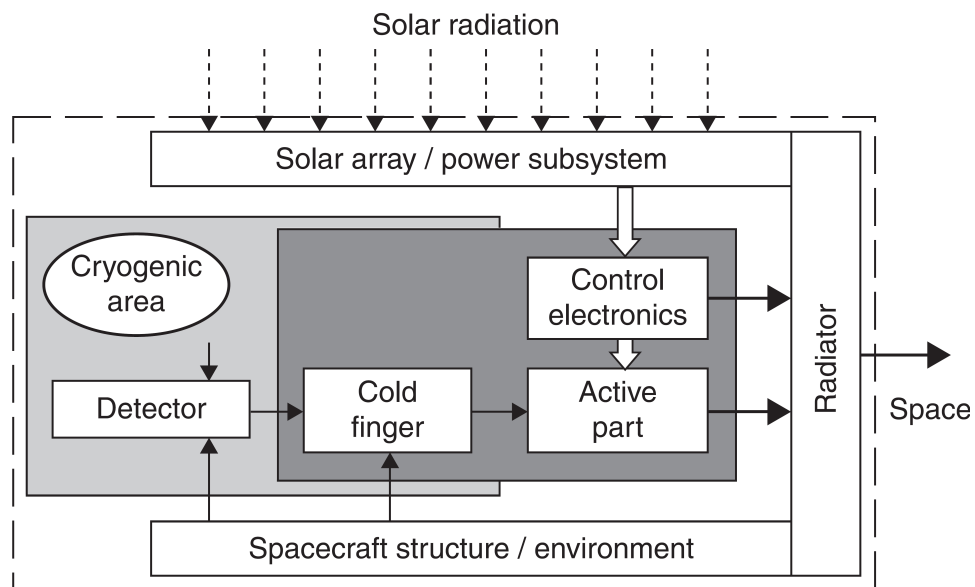 Solar radiation
Solar array / power subsystem
Cryogenic
area
Control
electronics
Radiator
Detector
Cold
finger
Active
part
Space
Spacecraft structure / environment